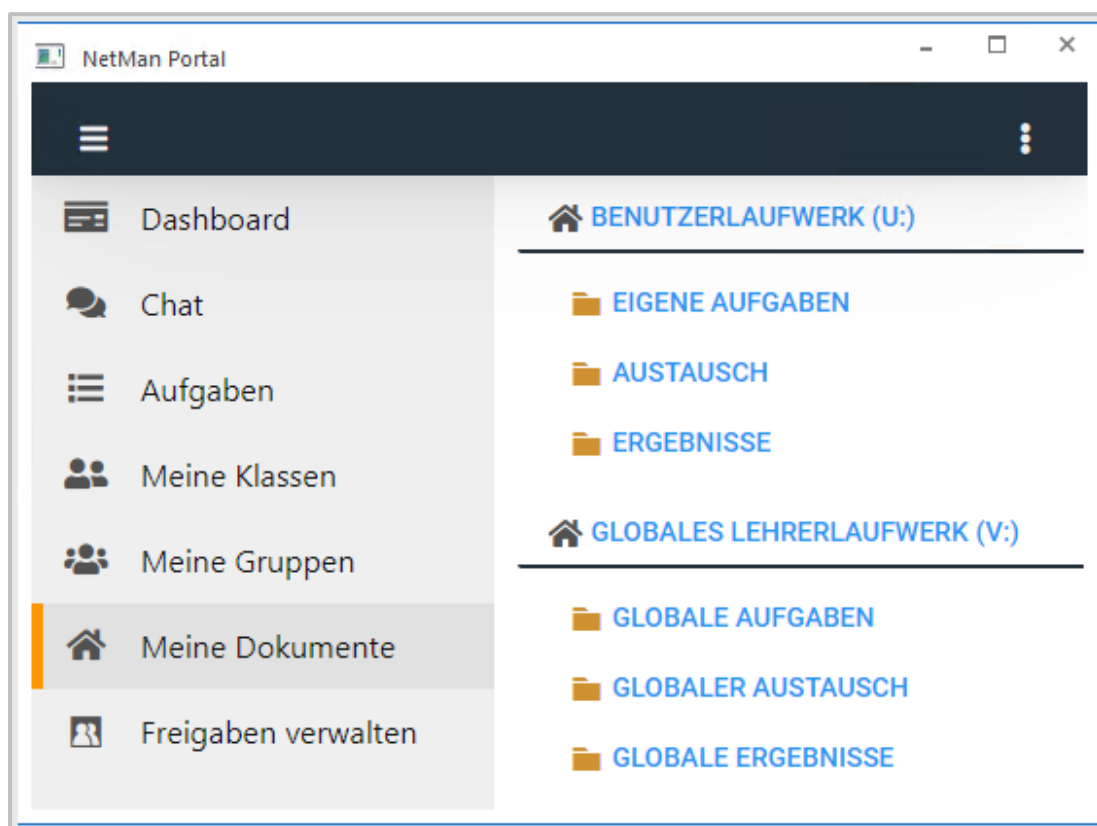 NetMan Portal
Dashboard
Chat
Aufgaben
Meine Klassen
Meine Gruppen
Meine Dokumente
Freigaben verwalten
BENUTZERLAUFWERK (U:)
EIGENE AUFGABEN
AUSTAUSCH
ERGEBNISSE
GLOBALES LEHRERLAUFWERK (V:)
GLOBALE AUFGABEN
GLOBALER AUSTAUSCH
GLOBALE ERGEBNISSE